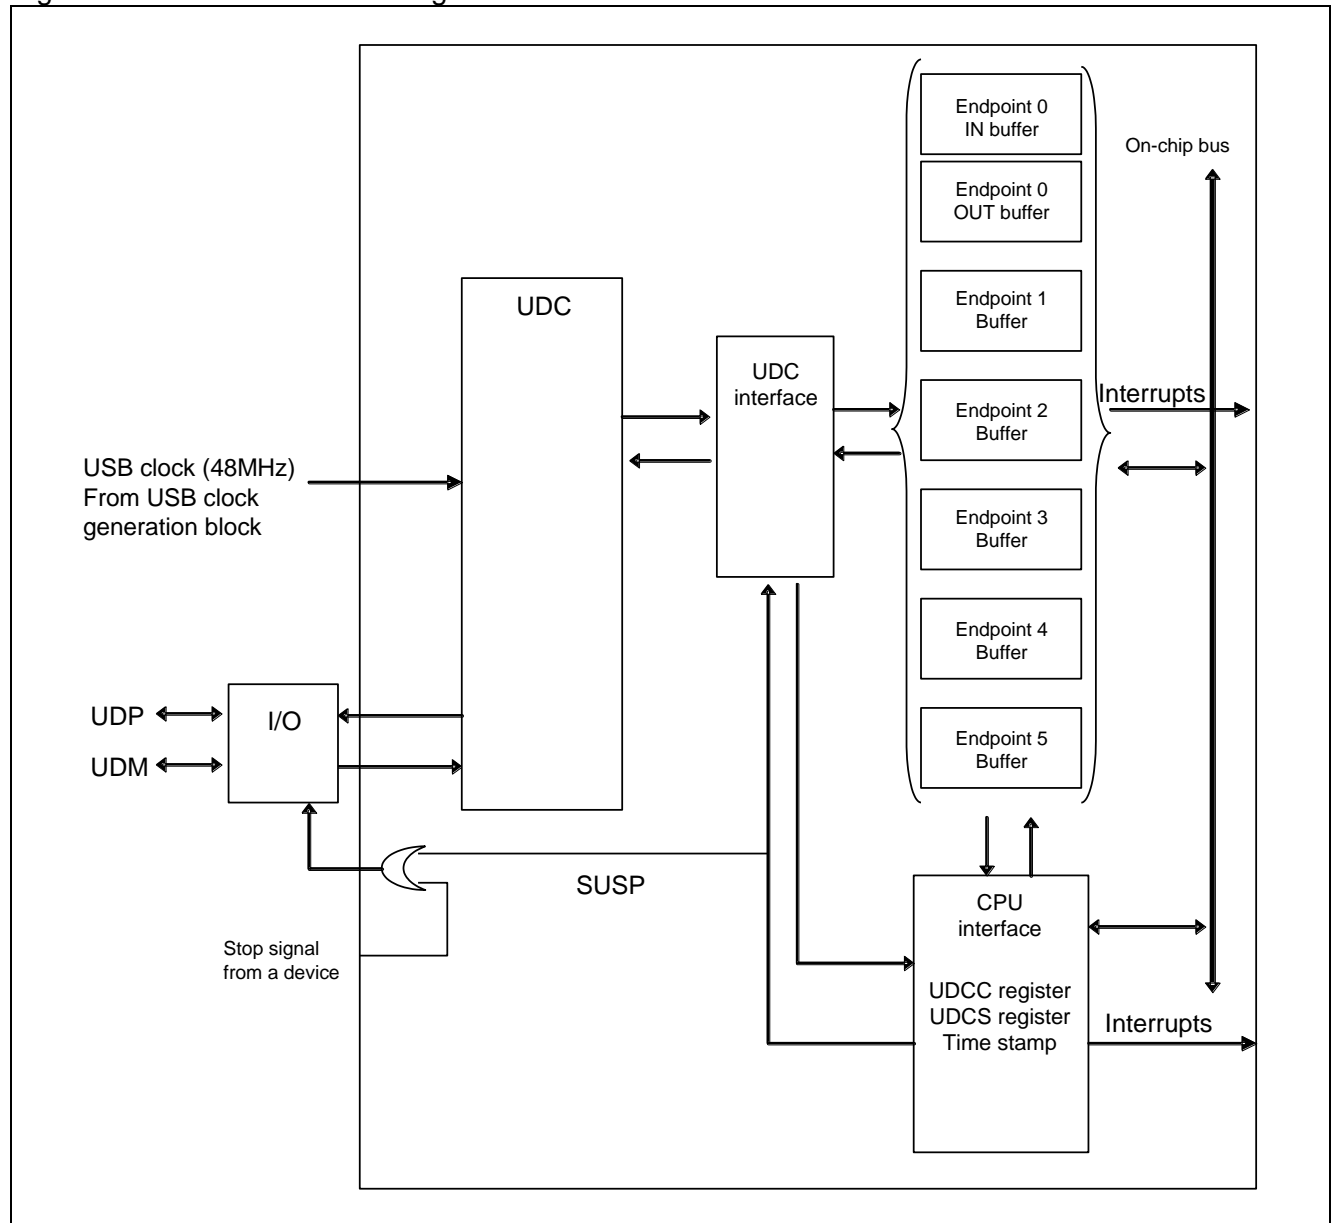 Endpoint 0
IN buffer
On-chip bus
Endpoint 0
OUT buffer
UDC
Endpoint 1
Buffer
UDC
interface
Interrupts
Endpoint 2
Buffer
USB clock (48MHz)
From USB clock
generation block
Endpoint 3
Buffer
Endpoint 4
Buffer
UDP
I/O
UDM
Endpoint 5
Buffer
SUSP
CPU
interface
Stop signal
from a device
UDCC register
UDCS register
Time stamp
Interrupts